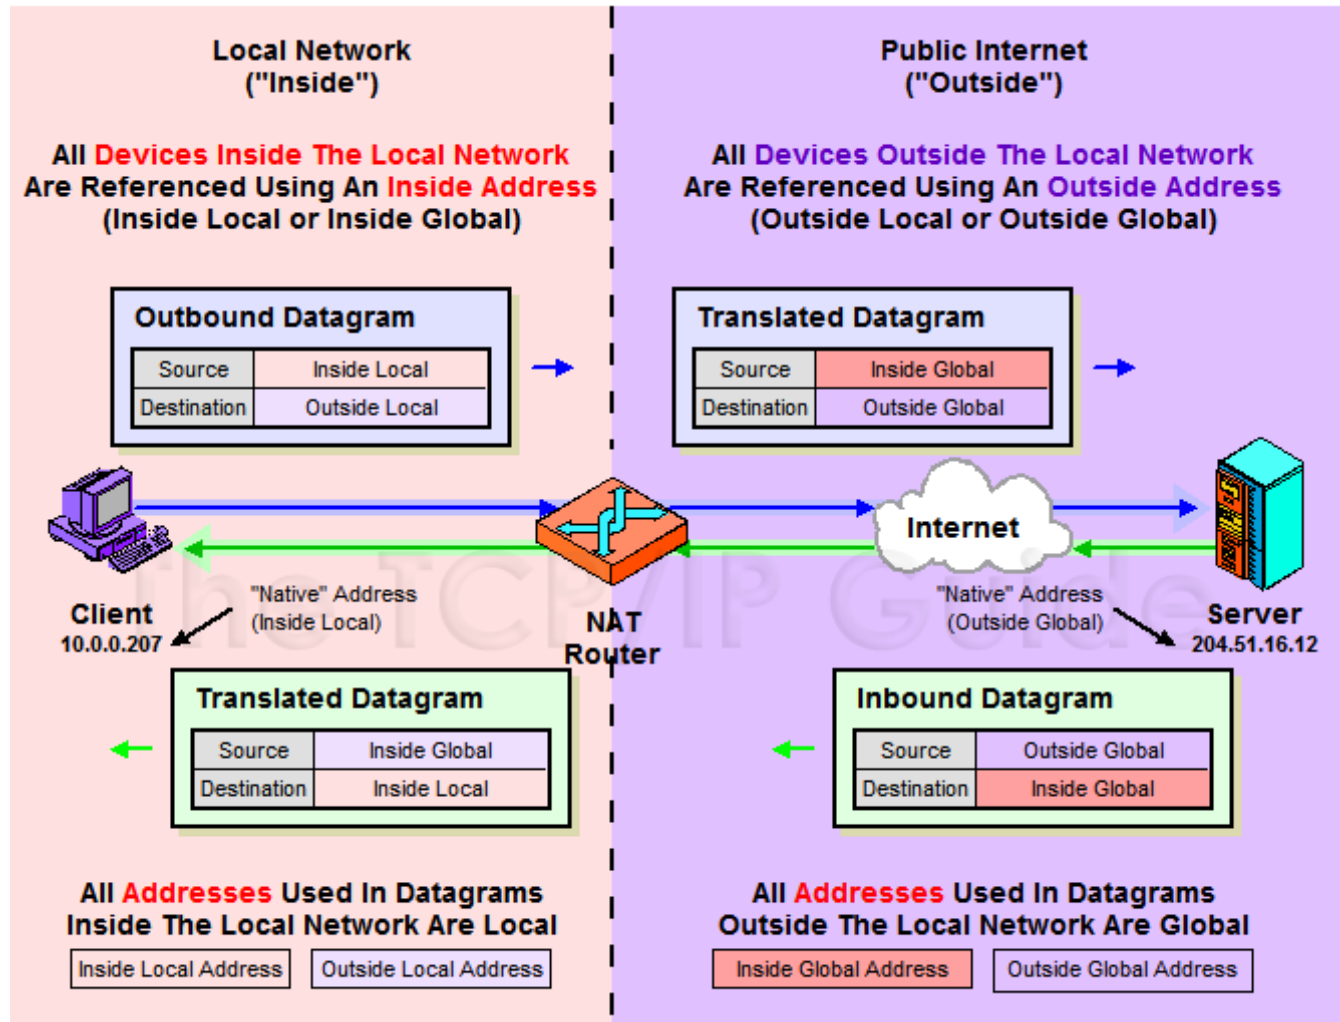 Local Network
("Inside")
All Devices Inside The Local Network
Are Referenced Using An Inside Address
(Inside Local or Inside Global)
Public Internet
("Outside")
All Devices Outside The Local Network
Are Referenced Using An Outside Address
(Outside Local or Outside Global)
Outbound Datagram
Source Inside Local
Destination Outside Local
Translated Datagram
Source Inside Global
Destination Outside Global
Internet
The TCP/IP Guide
Client
10.0.0.207
"Native" Address
(Inside Local)
NAT
Router
"Native" Address
(Outside Global)
Server
204.51.16.12
Translated Datagram
Source Inside Global
Destination Inside Local
Inbound Datagram
Source Outside Global
Destination Inside Global
All Addresses Used In Datagrams
Inside The Local Network Are Local
Inside Local Address
Outside Local Address
All Addresses Used In Datagrams
Outside The Local Network Are Global
Inside Global Address
Outside Global Address